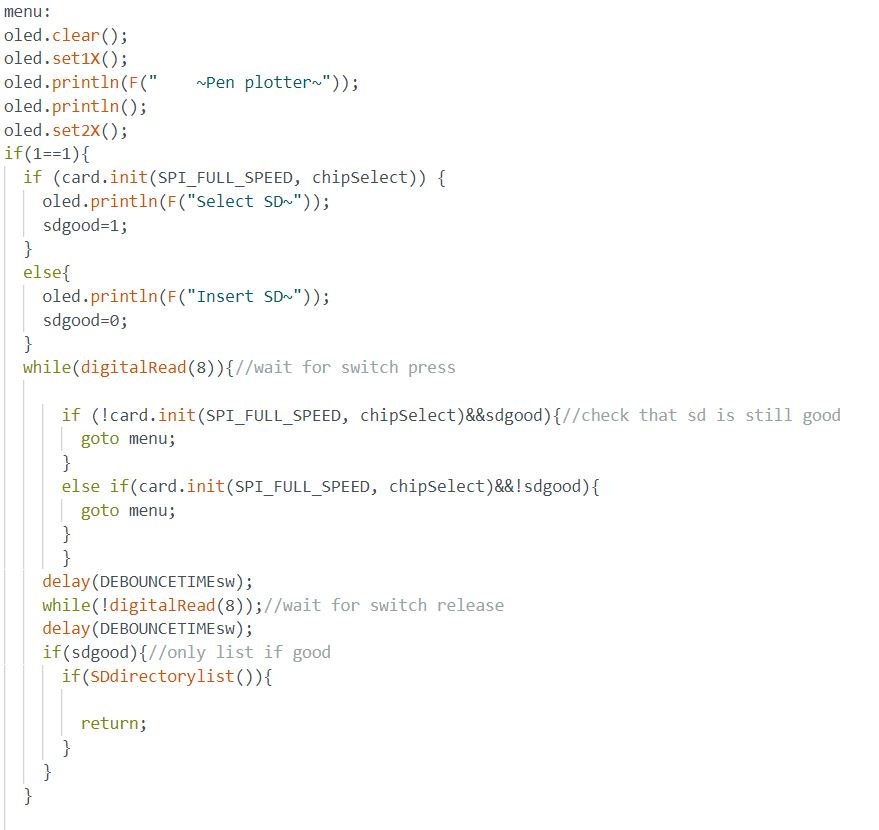 menu:
oled.clear();
oled.set1X();
oled.println(F("    ~Pen plotter~"));
oled.println();
oled.set2X();
if(1==1){
  if (card.init(SPI_FULL_SPEED, chipSelect)) {
    oled.println(F("Select SD~"));
    sdgood=1;
  }
  else{
    oled.println(F("Insert SD~"));
    sdgood=0;
  }
  while(digitalRead(8)){//wait for switch press

      if (!card.init(SPI_FULL_SPEED, chipSelect)&&sdgood){//check that sd is still good
        goto menu;
      }
      else if(card.init(SPI_FULL_SPEED, chipSelect)&&!sdgood){
        goto menu;
      }
      }
    delay(DEBOUNCETIMEsw);
    while(!digitalRead(8));//wait for switch release
    delay(DEBOUNCETIMEsw);
    if(sdgood){//only list if good
      if(SDdirectorylist()){

        return;
      }
    }
  }